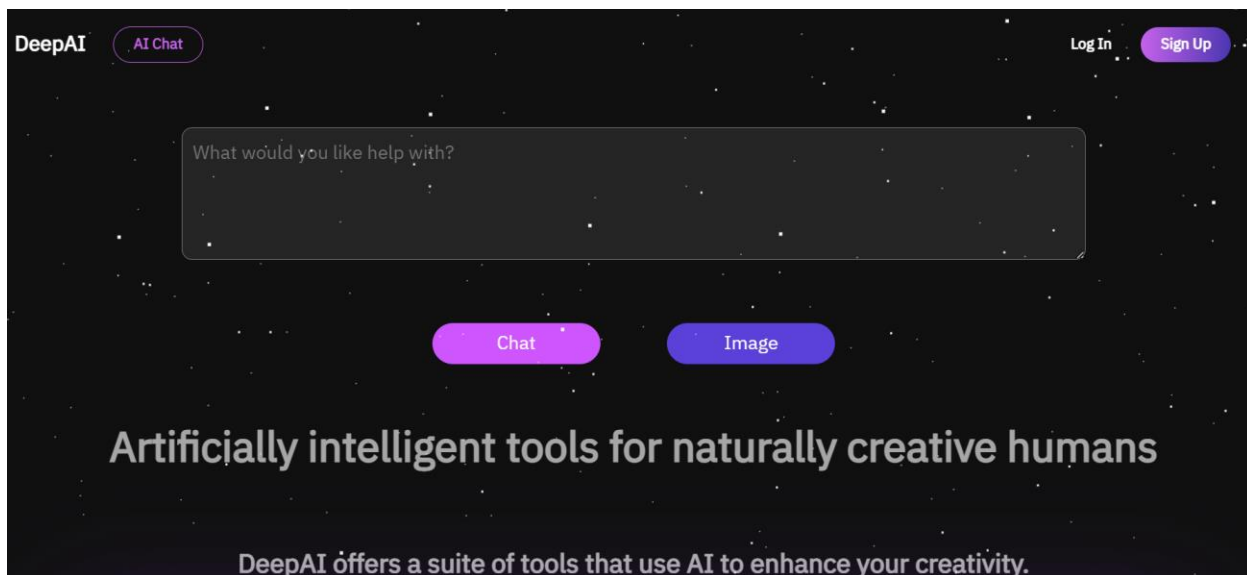 DeepAI
AI Chat
Log In
Sign Up
What would you like help with?
Chat
Image
Artificially intelligent tools for naturally creative humans
DeepAI offers a suite of tools that use AI to enhance your creativity.